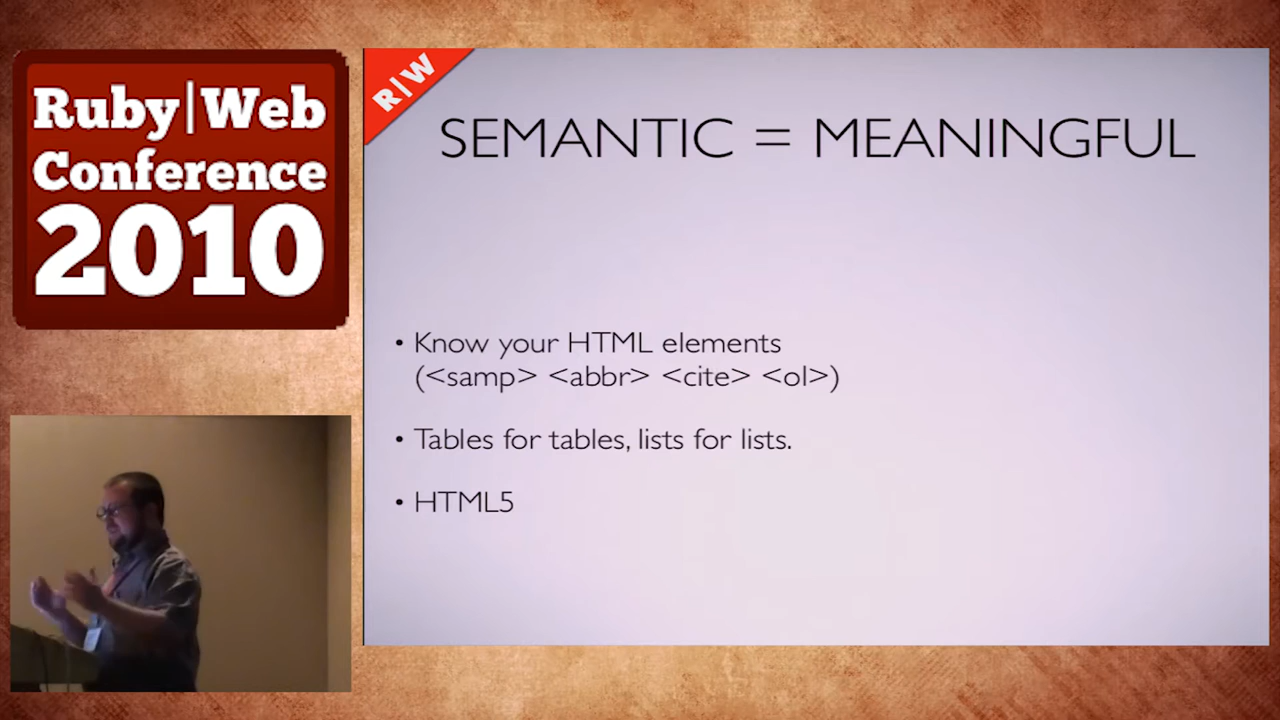 Ruby|Web
Conference
2010
R|W
SEMANTIC = MEANINGFUL
• Know your HTML elements
(<samp> <abbr> <cite> <ol>)
• Tables for tables, lists for lists.
• HTML5